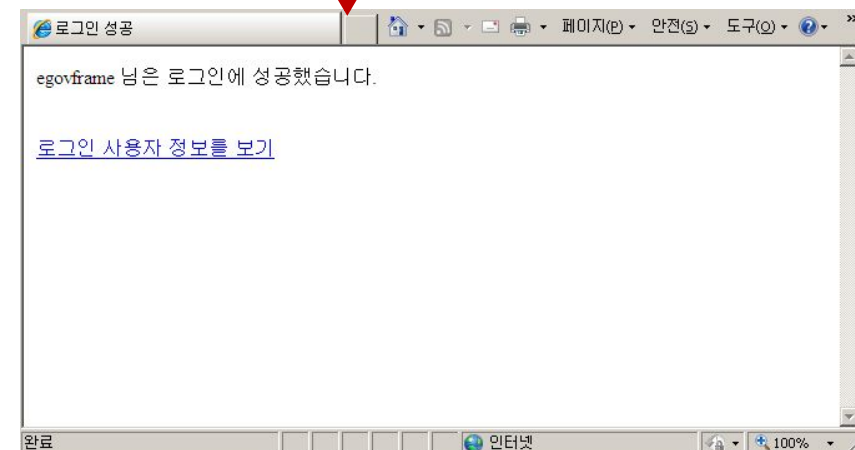 로그인 성공
페이지(P) 안전(S) 도구(O) »
egovframe 님은 로그인에 성공했습니다.
로그인 사용자 정보를 보기
완료 인터넷 100%